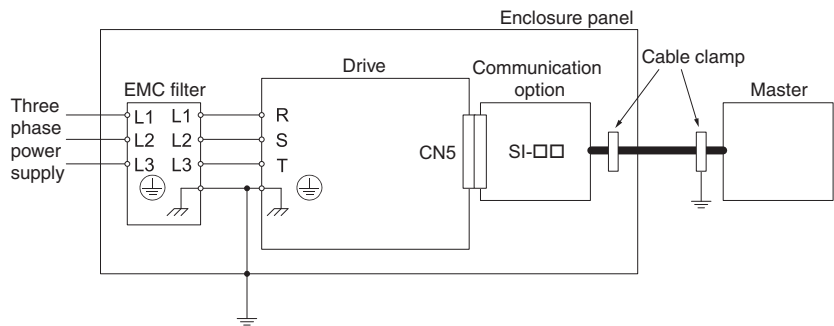 Enclosure panel
Drive
Communication
option
Cable clamp
Master
EMC filter
Three
phase
power
supply
L1 L1 R
L2 L2 S
L3 L3 T
CN5
SI-□□